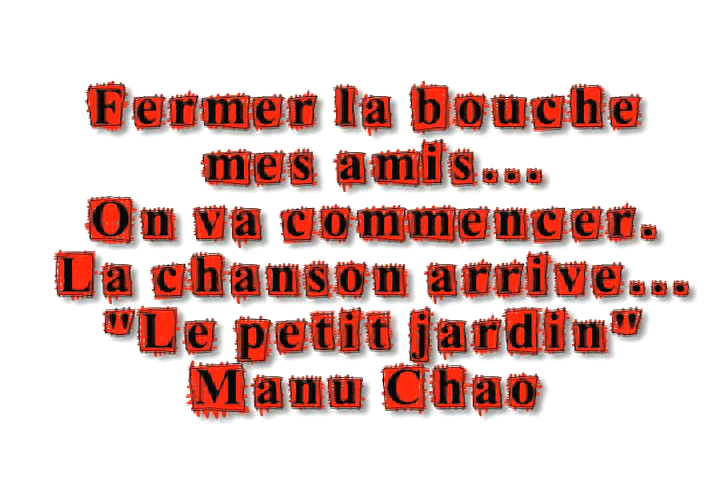 Fermer la bouche
mes amis...
On va commencer.
La chanson arrive...
"Le petit jardin"
Manu Chao